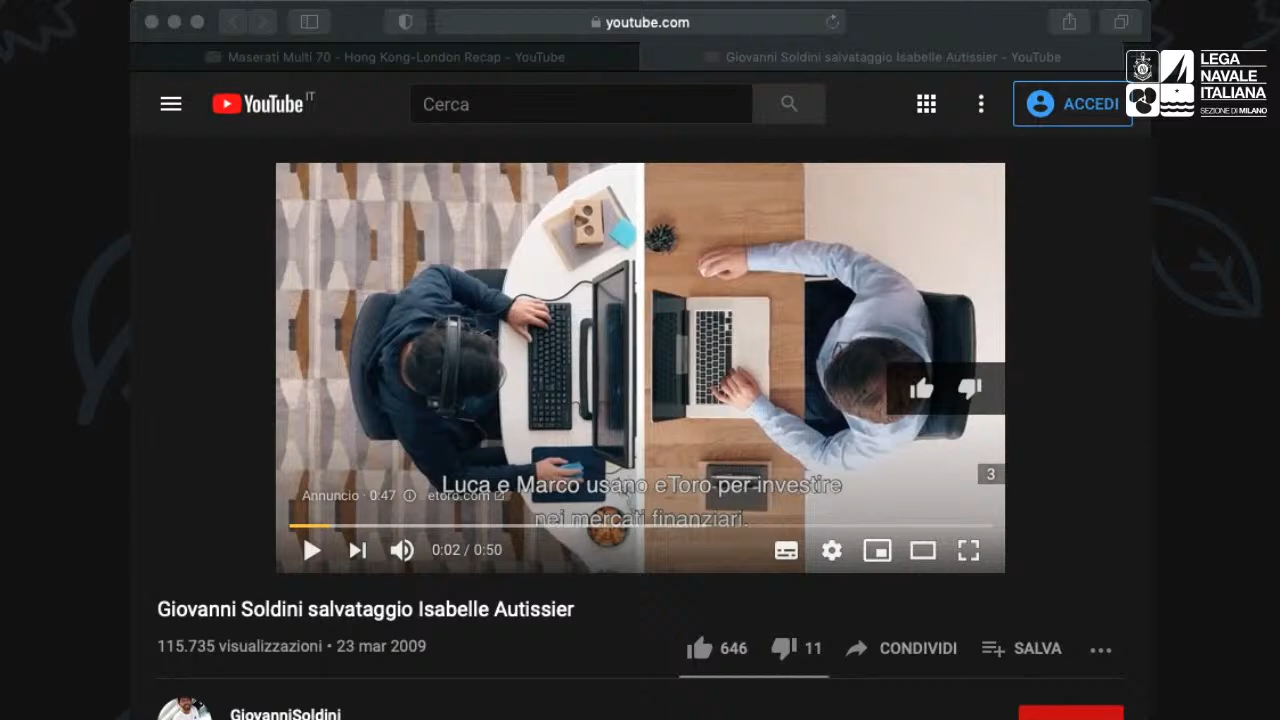 youtube.com
Maserati Multi 70 - Hong Kong-London Recap - YouTube
Giovanni Soldini salvataggio Isabelle Autissier - YouTube
LEGA
NAVALE
ITALIANA
SEZIONE DI MILANO
YouTube IT
Cerca
ACCEDI
3
Luca e Marco usano eToro per investire
nei mercati finanziari.
Annuncio · 0:47
etoro.com
0:02 / 0:50
Giovanni Soldini salvataggio Isabelle Autissier
115.735 visualizzazioni • 23 mar 2009
646
11
CONDIVIDI
SALVA
GiovanniSoldini